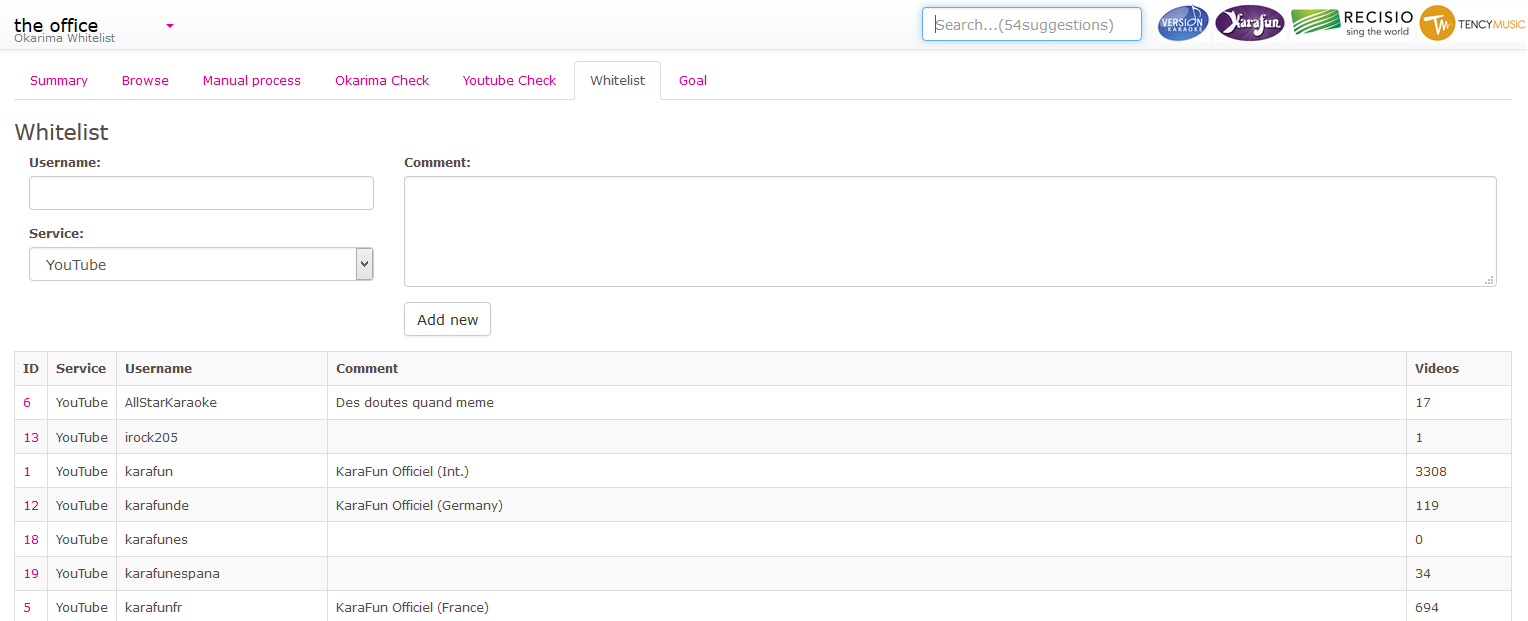 the office
Okarima Whitelist
Search...(54suggestions)
VERSION KARAOKE
KaraFun
RECISIO
sing the world
TW TENCYMUSIC
Summary Browse Manual process Okarima Check Youtube Check Whitelist Goal
Whitelist
Username: Comment:
Service:
YouTube
Add new
ID Service Username Comment Videos
6 YouTube AllStarKaraoke Des doutes quand meme 17
13 YouTube irock205 1
1 YouTube karafun KaraFun Officiel (Int.) 3308
12 YouTube karafunde KaraFun Officiel (Germany) 119
18 YouTube karafunes 0
19 YouTube karafunespana 34
5 YouTube karafunfr KaraFun Officiel (France) 694